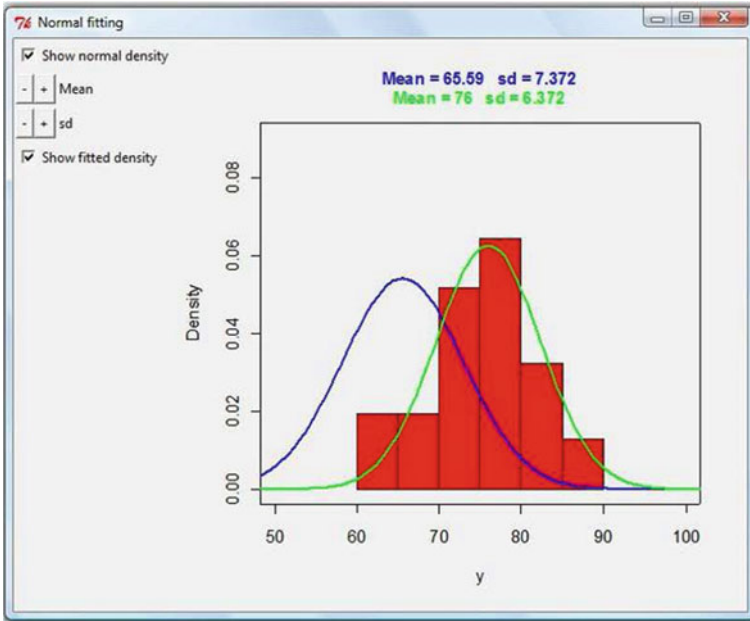 Normal fitting
Show normal density
- + Mean
- + sd
Show fitted density
Mean = 65.59 sd = 7.372
Mean = 76 sd = 6.372
0.08
0.06
0.04
0.02
0.00
Density
50 60 70 80 90 100
y